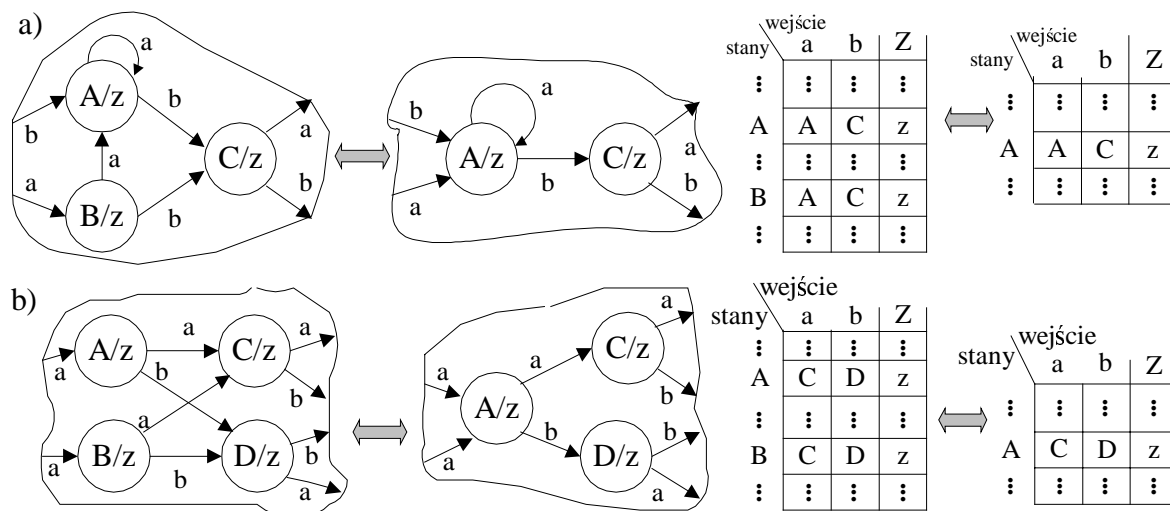 a)
a
A/z
b
b
a
C/z
a
a
B/z
b
b
a
b
A/z
b
a
C/z
a
b
wejście
stany a b Z
⋮ ⋮ ⋮ ⋮
A A C z
⋮ ⋮ ⋮ ⋮
B A C z
⋮ ⋮ ⋮ ⋮
wejście
stany a b Z
⋮ ⋮ ⋮ ⋮
A A C z
⋮ ⋮ ⋮ ⋮
b)
a
A/z
a
C/z
a
b
b
a
a
B/z
b
D/z
b
a
a
A/z
a
a
C/z
a
b
b
D/z
b
a
wejście
stany a b Z
⋮ ⋮ ⋮ ⋮
A C D z
⋮ ⋮ ⋮ ⋮
B C D z
⋮ ⋮ ⋮ ⋮
wejście
stany a b Z
⋮ ⋮ ⋮ ⋮
A C D z
⋮ ⋮ ⋮ ⋮